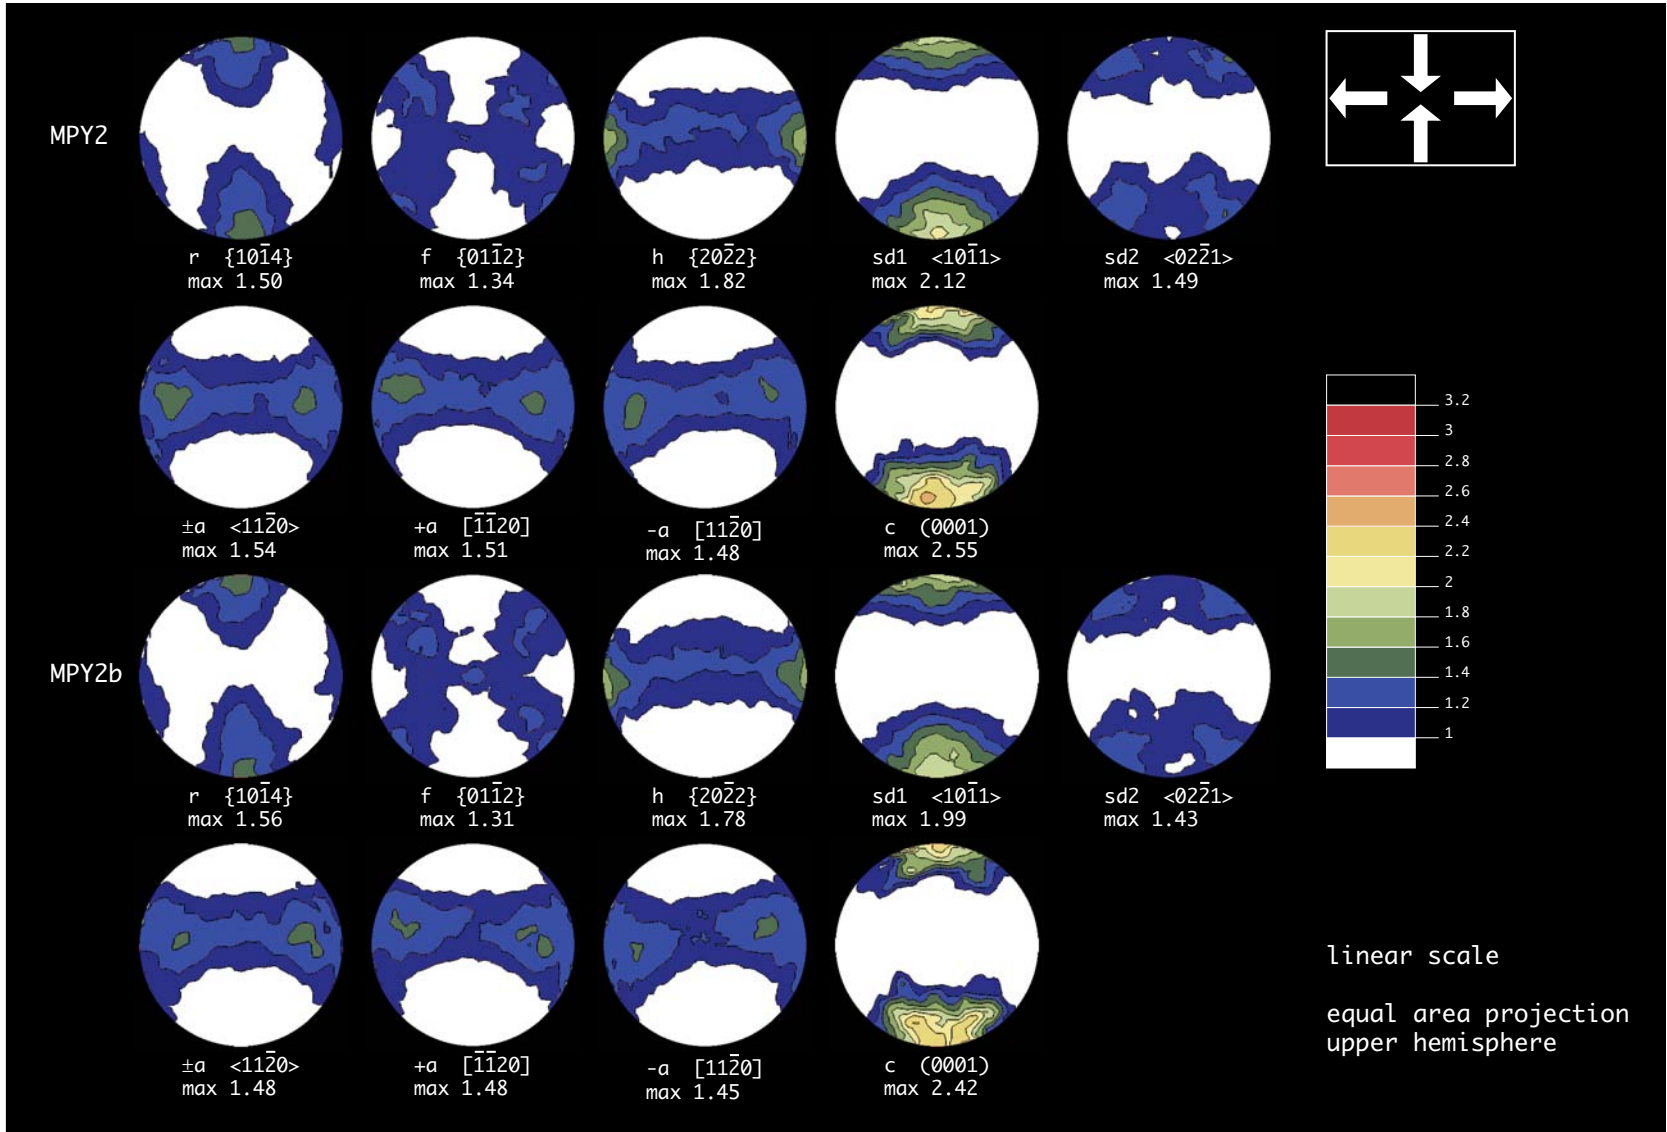 MPY2
r {101̄4}
max 1.50
f {011̄2}
max 1.34
h {202̄2}
max 1.82
sd1 <101̄1>
max 2.12
sd2 <022̄1>
max 1.49
±a <112̄0>
max 1.54
+a [1̄1̄20]
max 1.51
-a [112̄0]
max 1.48
c (0001)
max 2.55
MPY2b
r {101̄4}
max 1.56
f {011̄2}
max 1.31
h {202̄2}
max 1.78
sd1 <101̄1>
max 1.99
sd2 <022̄1>
max 1.43
±a <112̄0>
max 1.48
+a [1̄1̄20]
max 1.48
-a [112̄0]
max 1.45
c (0001)
max 2.42
3.2
3
2.8
2.6
2.4
2.2
2
1.8
1.6
1.4
1.2
1
linear scale
equal area projection
upper hemisphere